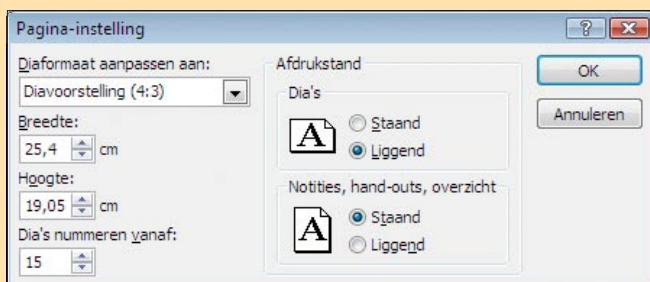 Pagina-instelling
Diaformaat aanpassen aan:
Diavoorstelling (4:3)
Breedte:
25,4 cm
Hoogte:
19,05 cm
Dia's nummeren vanaf:
15
Afdrukstand
Dia's
A
Staand
Liggend
Notities, hand-outs, overzicht
A
Staand
Liggend
?
OK
Annuleren